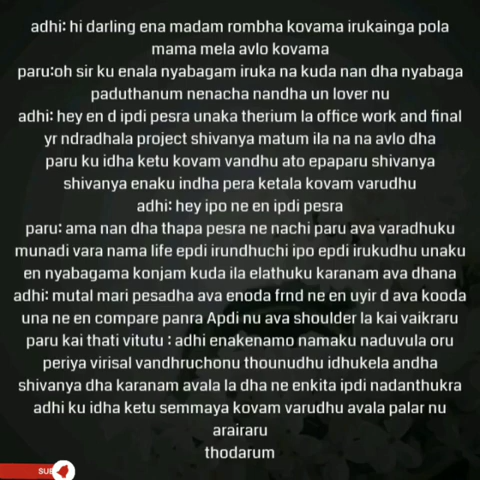 adhi: hi darling ena madam rombha kovama irukainga pola
mama mela avlo kovama
paru:oh sir ku enala nyabagam iruka na kuda nan dha nyabaga
paduthanum nenacha nandha un lover nu
adhi: hey en d ipdi pesra unaka therium la office work and final
yr ndradhala project shivanya matum ila na na avlo dha
paru ku idha ketu kovam vandhu ato epaparu shivanya
shivanya enaku indha pera ketala kovam varudhu
adhi: hey ipo ne en ipdi pesra
paru: ama nan dha thapa pesra ne nachi paru ava varadhuku
munadi vara nama life epdi irundhuchi ipo epdi irukudhu unaku
en nyabagama konjam kuda ila elathuku karanam ava dhana
adhi: mutal mari pesadha ava enoda frnd ne en uyir d ava kooda
una ne en compare panra Apdi nu ava shoulder la kai vaikraru
paru kai thati vitutu : adhi enakenamo namaku naduvula oru
periya virisal vandhruchonu thounudhu idhukela andha
shivanya dha karanam avala la dha ne enkita ipdi nadanthukra
adhi ku idha ketu semmaya kovam varudhu avala palar nu
arairaru
thodarum